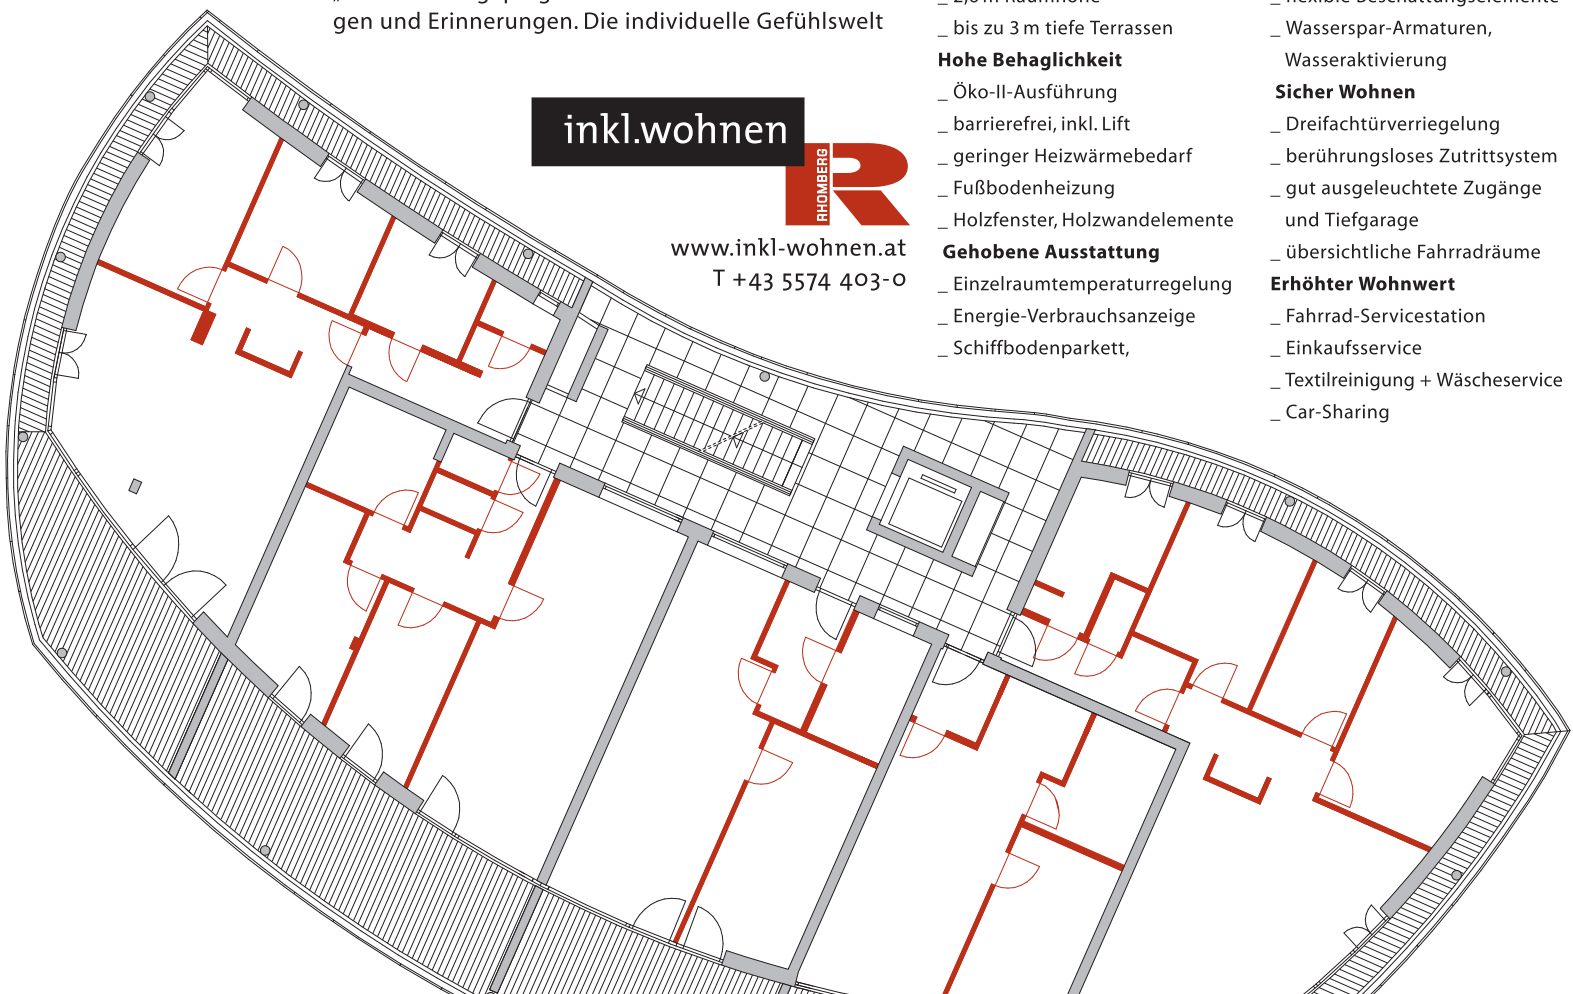 gen und Erinnerungen. Die individuelle Gefühlswelt
inkl.wohnen
RHOMBERG
R
www.inkl-wohnen.at
T +43 5574 403-0
_ bis zu 3 m tiefe Terrassen
Hohe Behaglichkeit
_ Öko-II-Ausführung
_ barrierefrei, inkl. Lift
_ geringer Heizwärmebedarf
_ Fußbodenheizung
_ Holzfenster, Holzwandelemente
Gehobene Ausstattung
_ Einzelraumtemperaturregelung
_ Energie-Verbrauchsanzeige
_ Schiffbodenparkett,
_ flexible Beschattungselemente
_ Wasserspar-Armaturen,
Wasseraktivierung
Sicher Wohnen
_ Dreifachtürverriegelung
_ berührungsloses Zutrittsystem
_ gut ausgeleuchtete Zugänge
und Tiefgarage
_ übersichtliche Fahrradräume
Erhöhter Wohnwert
_ Fahrrad-Servicestation
_ Einkaufsservice
_ Textilreinigung + Wäscheservice
_ Car-Sharing